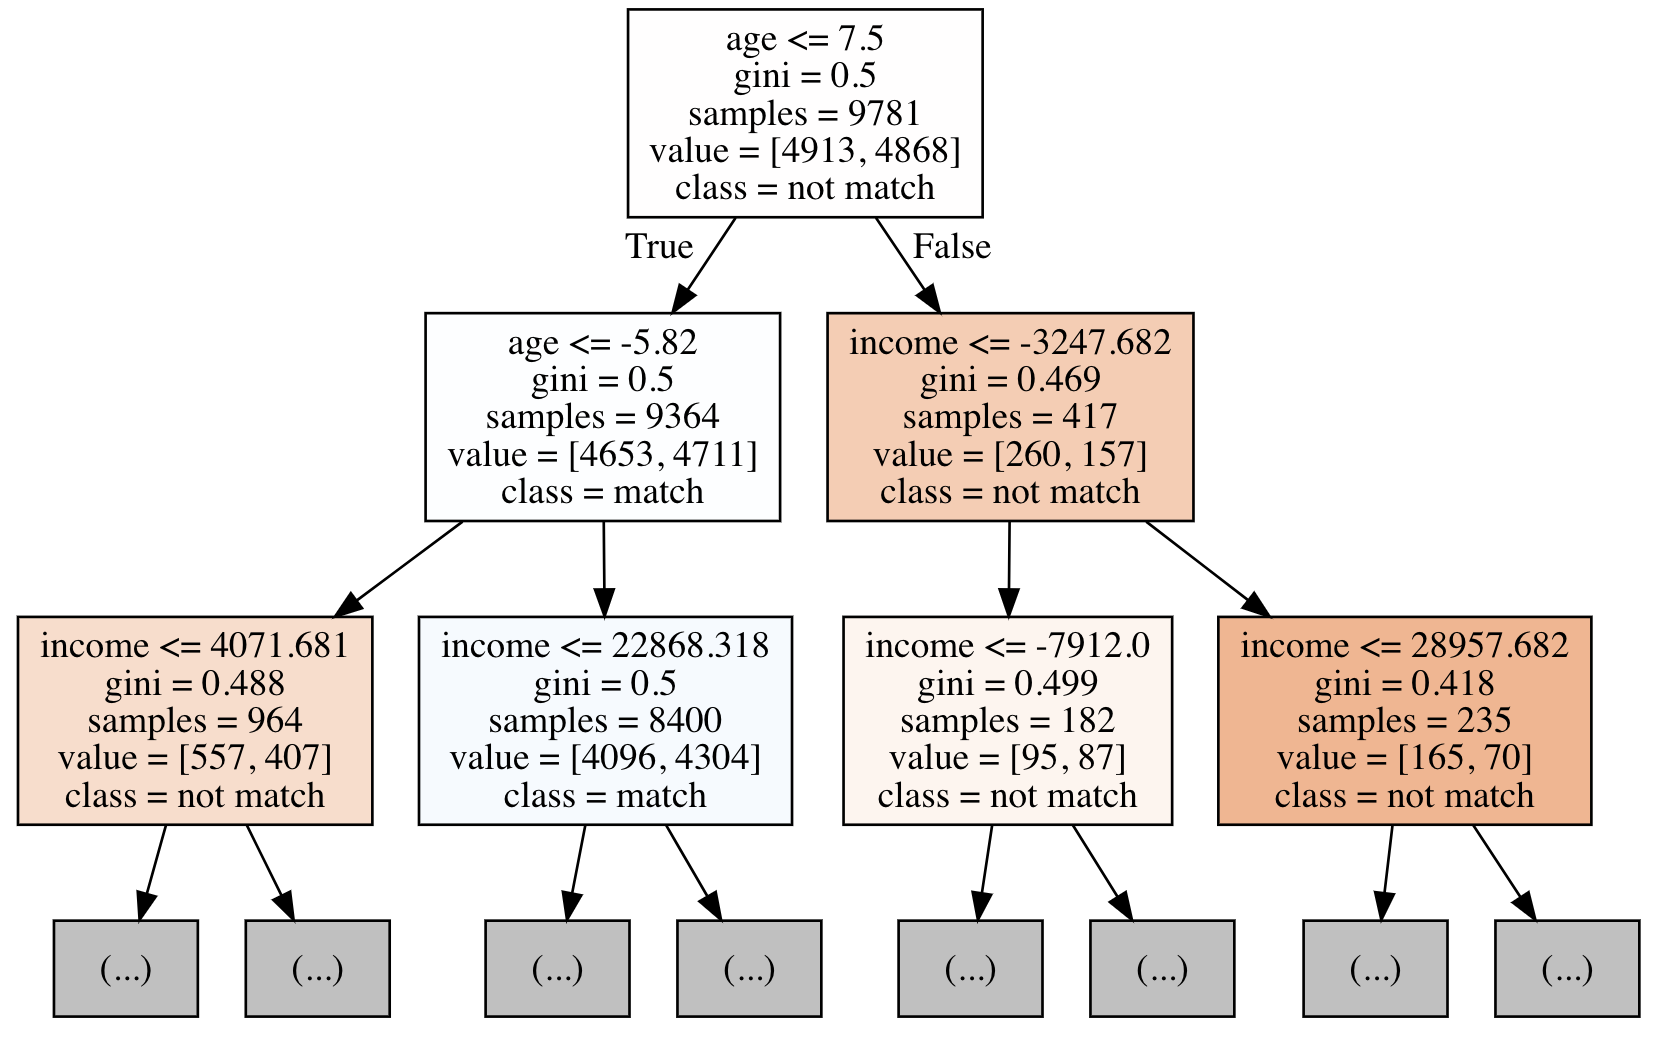 age <= 7.5
gini = 0.5
samples = 9781
value = [4913, 4868]
class = not match
True
False
age <= -5.82
gini = 0.5
samples = 9364
value = [4653, 4711]
class = match
income <= -3247.682
gini = 0.469
samples = 417
value = [260, 157]
class = not match
income <= 4071.681
gini = 0.488
samples = 964
value = [557, 407]
class = not match
income <= 22868.318
gini = 0.5
samples = 8400
value = [4096, 4304]
class = match
income <= -7912.0
gini = 0.499
samples = 182
value = [95, 87]
class = not match
income <= 28957.682
gini = 0.418
samples = 235
value = [165, 70]
class = not match
(...)
(...)
(...)
(...)
(...)
(...)
(...)
(...)